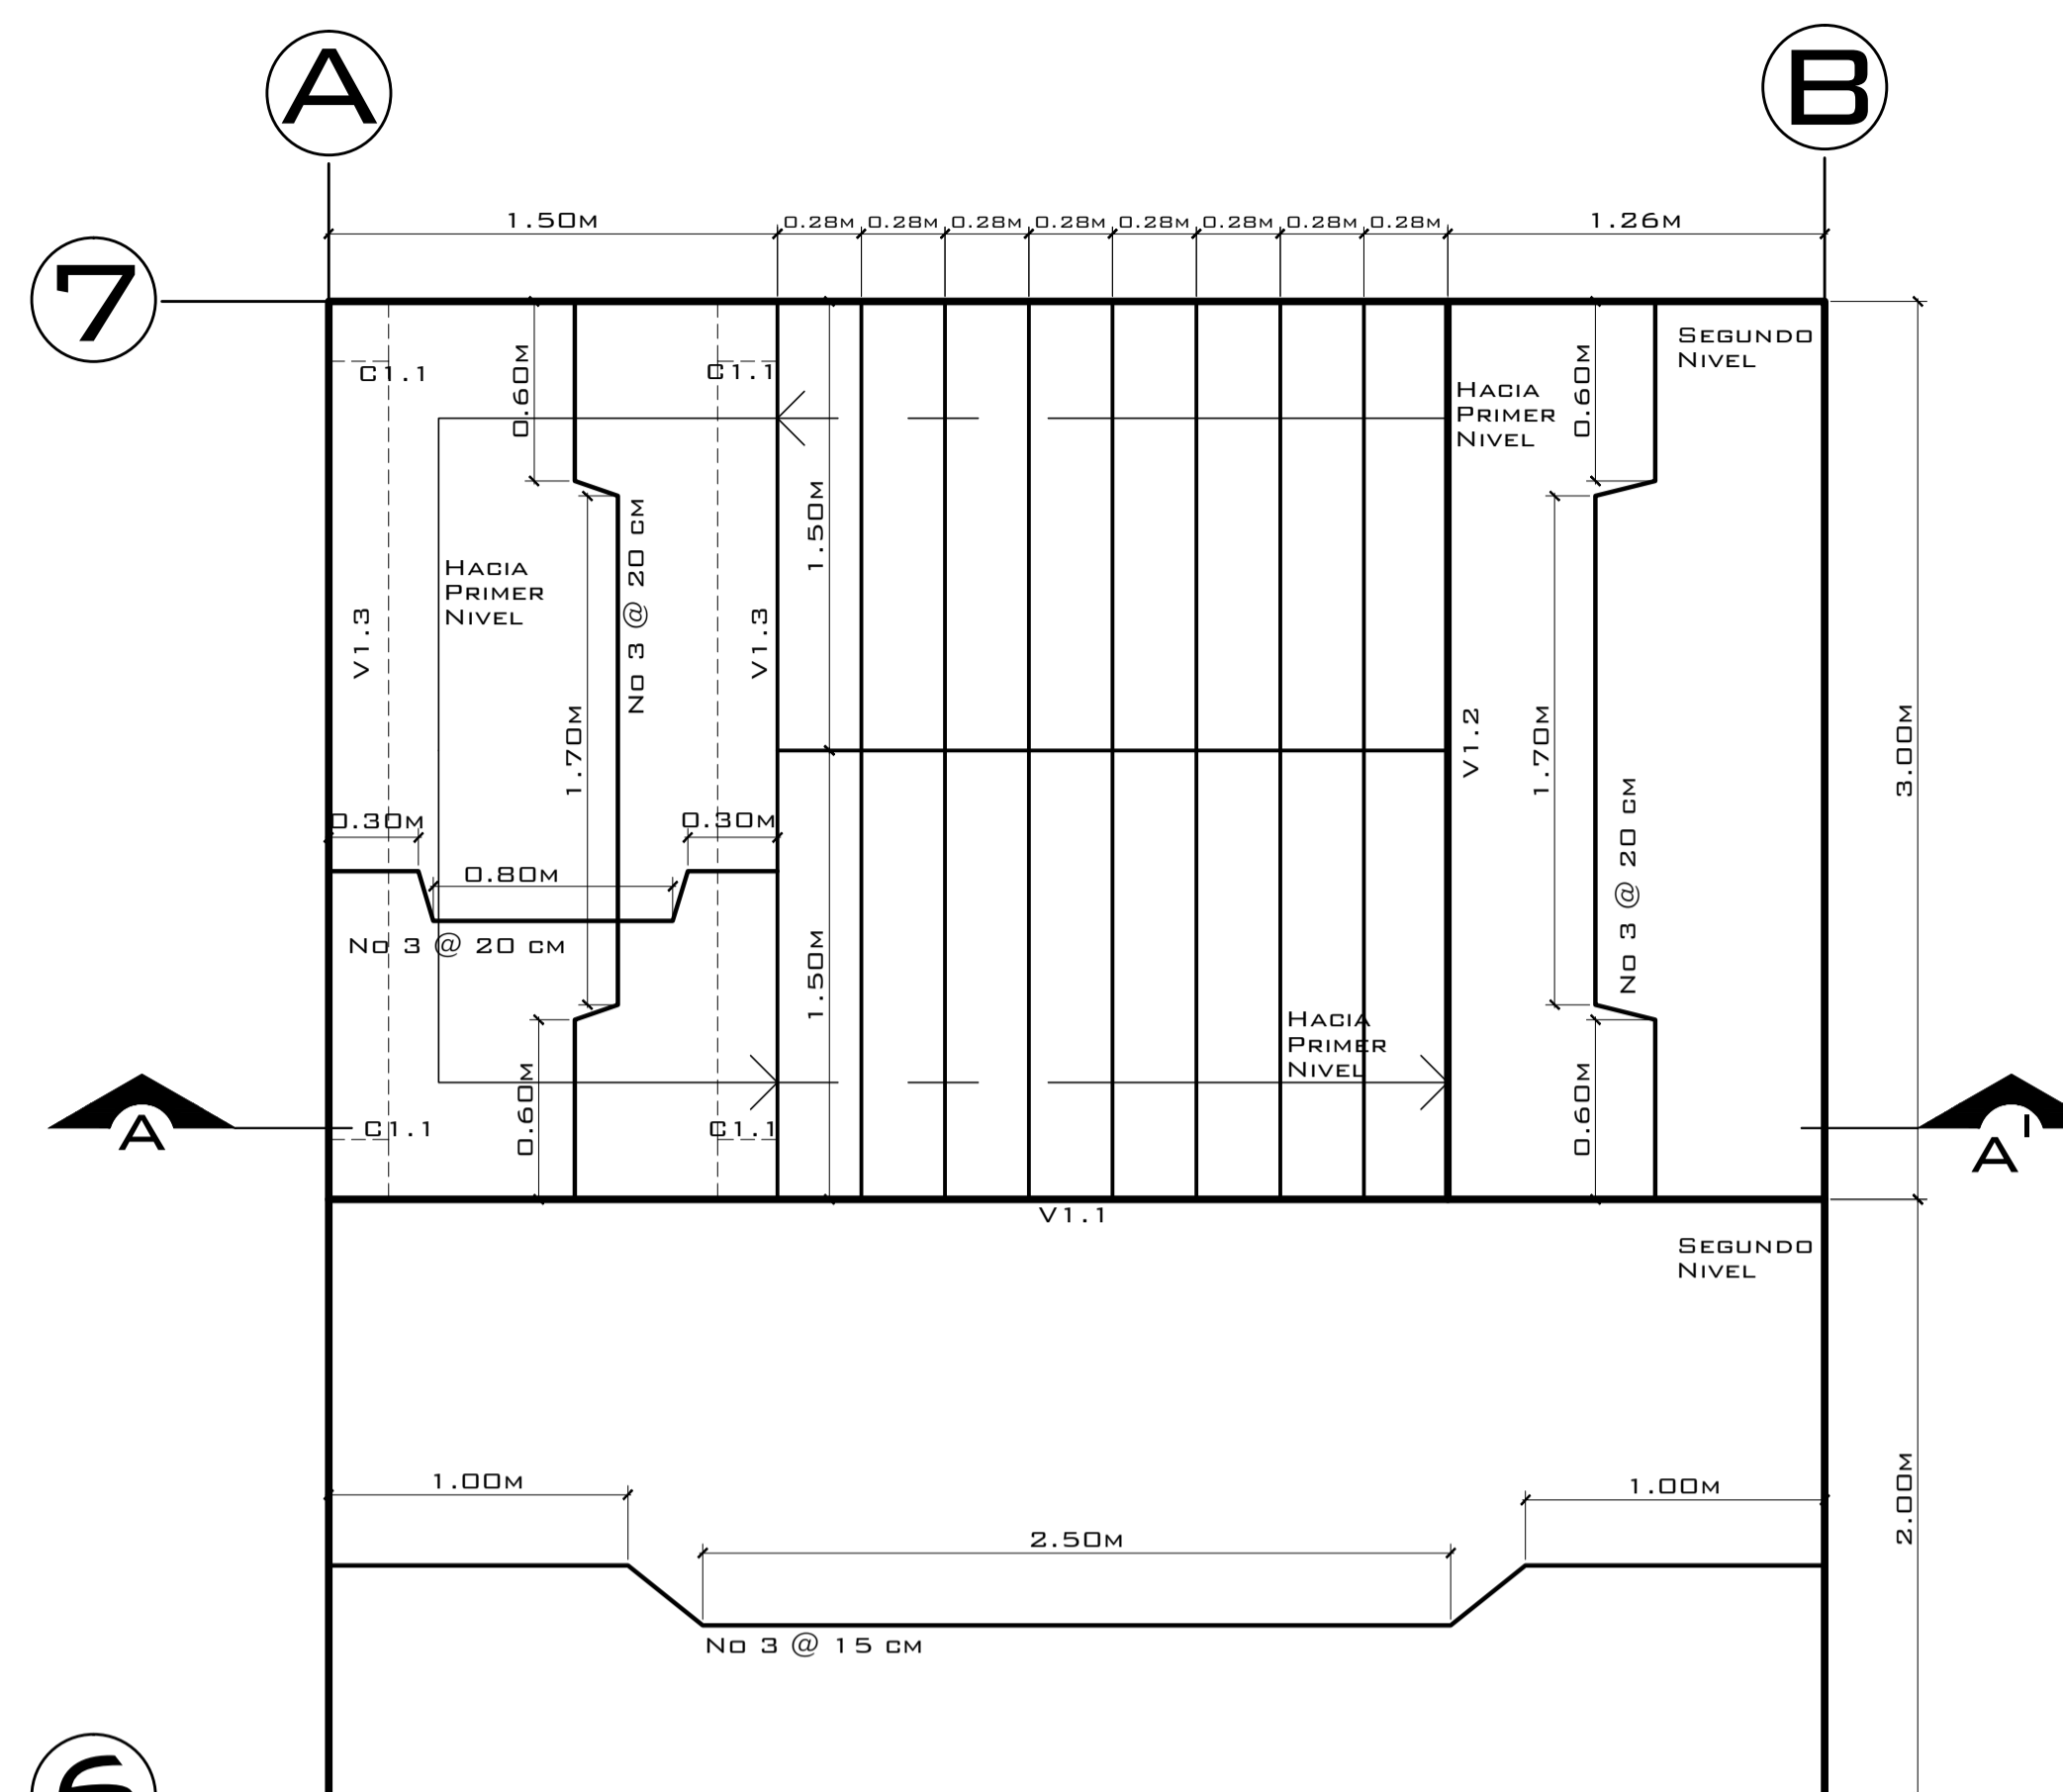 A
B
1.50M
0.28M
0.28M
0.28M
0.28M
0.28M
0.28M
0.28M
0.28M
1.26M
7
SEGUNDO
NIVEL
C1.1
0.60M
C1.1
HACIA
PRIMER
NIVEL
0.60M
1.50M
No 3 @ 20 CM
HACIA
PRIMER
NIVEL
V1.3
V1.3
1.70M
V1.2
1.70M
3.00M
0.30M
0.30M
0.80M
No 3 @ 20 CM
No 3 @ 20 CM
1.50M
HACIA
PRIMER
NIVEL
0.60M
0.60M
A
C1.1
C1.1
A'
V1.1
SEGUNDO
NIVEL
1.00M
1.00M
2.00M
2.50M
No 3 @ 15 CM
6